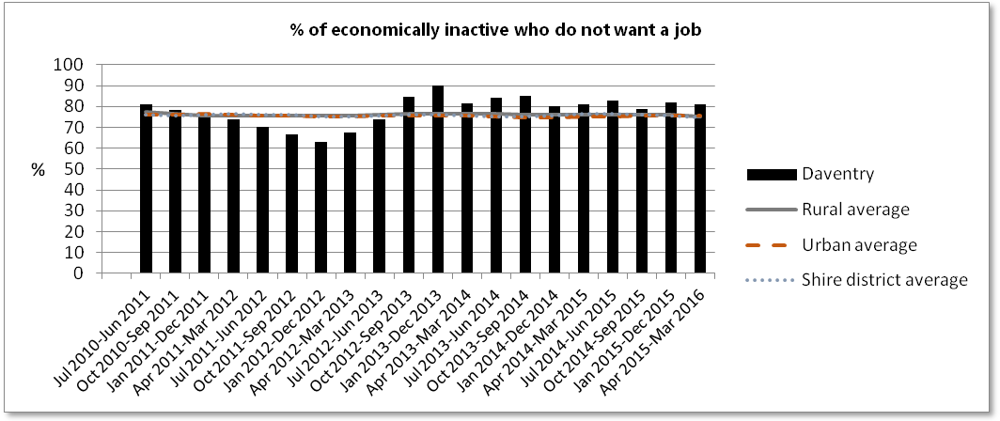 % of economically inactive who do not want a job
100
90
80
70
60
50
40
30
20
10
0
%
Jul 2010-Jun 2011
Oct 2010-Sep 2011
Jan 2011-Dec 2011
Apr 2011-Mar 2012
Jul 2011-Jun 2012
Oct 2011-Sep 2012
Jan 2012-Dec 2012
Apr 2012-Mar 2013
Jul 2012-Jun 2013
Oct 2012-Sep 2013
Jan 2013-Dec 2013
Apr 2013-Mar 2014
Jul 2013-Jun 2014
Oct 2013-Sep 2014
Jan 2014-Dec 2014
Apr 2014-Mar 2015
Jul 2014-Jun 2015
Oct 2014-Sep 2015
Jan 2015-Dec 2015
Apr 2015-Mar 2016
Daventry
Rural average
Urban average
Shire district average